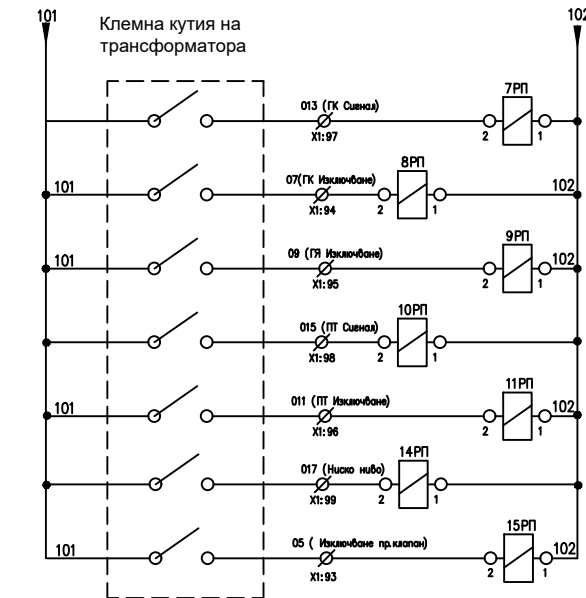 101
Клемна кутия на
трансформатора
102
013 (ГК Сигнал)
X1:97
7РП
2 1
101
07(ГК Изключване)
X1:94
8РП
2 1
102
101
09 (ГЯ Изключване)
X1:95
9РП
2 1
102
015 (ПТ Сигнал)
X1:98
10РП
2 1
101
011 (ПТ Изключване)
X1:96
11РП
2 1
102
017 (Ниско ниво)
X1:99
14РП
2 1
101
05 ( Изключване пр.клапан)
X1:93
15РП
2 1
102